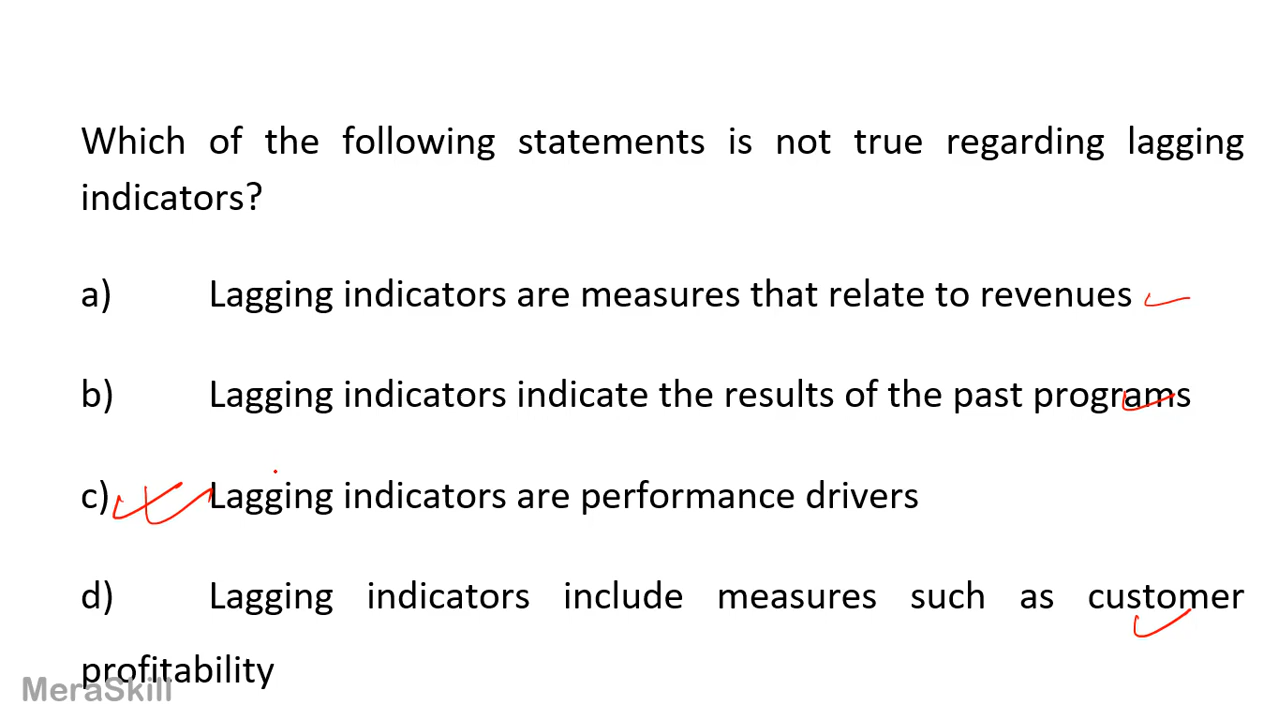 Which of the following statements is not true regarding lagging
indicators?
a) Lagging indicators are measures that relate to revenues
b) Lagging indicators indicate the results of the past programs
c) Lagging indicators are performance drivers
d) Lagging indicators include measures such as customer
profitability
MeraSkill